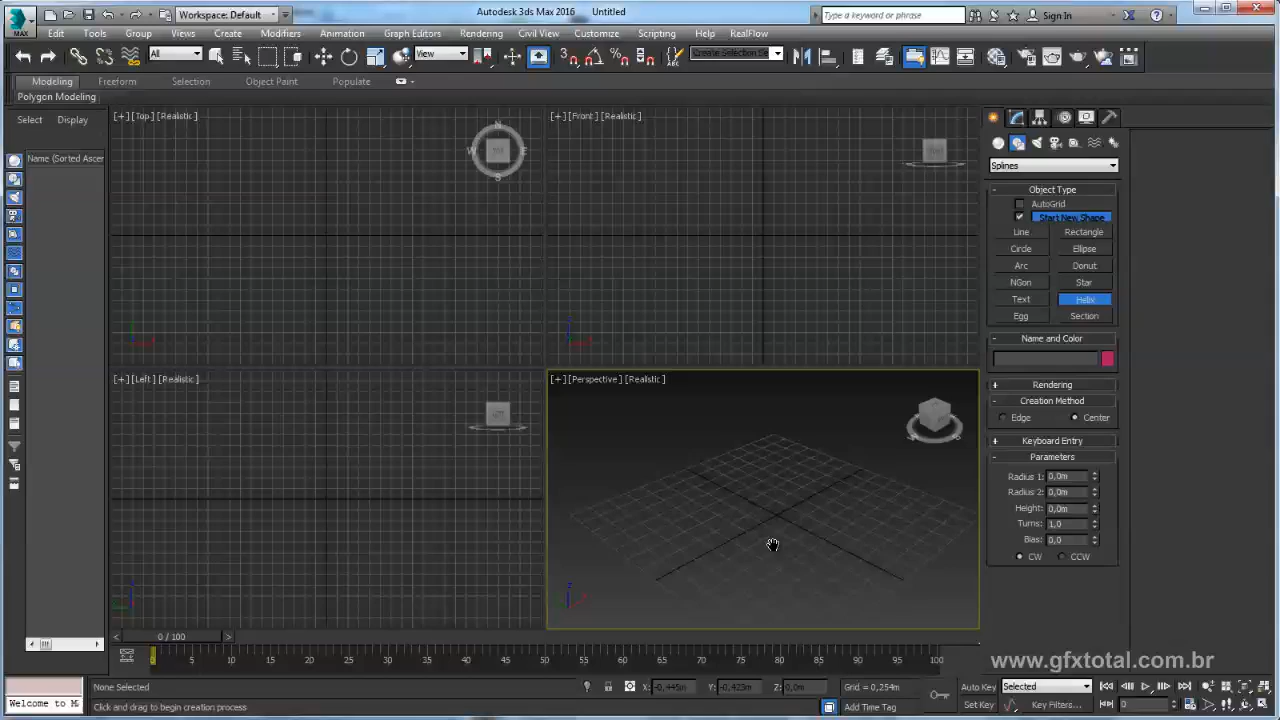 Workspace: Default
Autodesk 3ds Max 2016 Untitled
Type a keyword or phrase
Sign In
MAX
Edit Tools Group Views Create Modifiers Animation Graph Editors Rendering Civil View Customize Scripting Help RealFlow
All
View
Create Selection Se
Modeling Freeform Selection Object Paint Populate
Polygon Modeling
Select Display
Name (Sorted Ascen
[+] [Top] [Realistic]
N
W
E
S
[+] [Front] [Realistic]
[+] [Left] [Realistic]
[+] [Perspective] [Realistic]
Splines
Object Type
AutoGrid
Start New Shape
Line Rectangle
Circle Ellipse
Arc Donut
NGon Star
Text Helix
Egg Section
Name and Color
Rendering
Creation Method
Edge Center
Keyboard Entry
Parameters
Radius 1: 0,0m
Radius 2: 0,0m
Height: 0,0m
Turns: 1,0
Bias: 0,0
CW CCW
0 / 100
0 5 10 15 20 25 30 35 40 45 50 55 60 65 70 75 80 85 90 95 100
www.gfxtotal.com.br
None Selected
X: -0,445m Y: -0,423m Z: 0,0m
Grid = 0,254m
Auto Key
Selected
Welcome to M
Click and drag to begin creation process
Add Time Tag
Set Key
Key Filters...
0